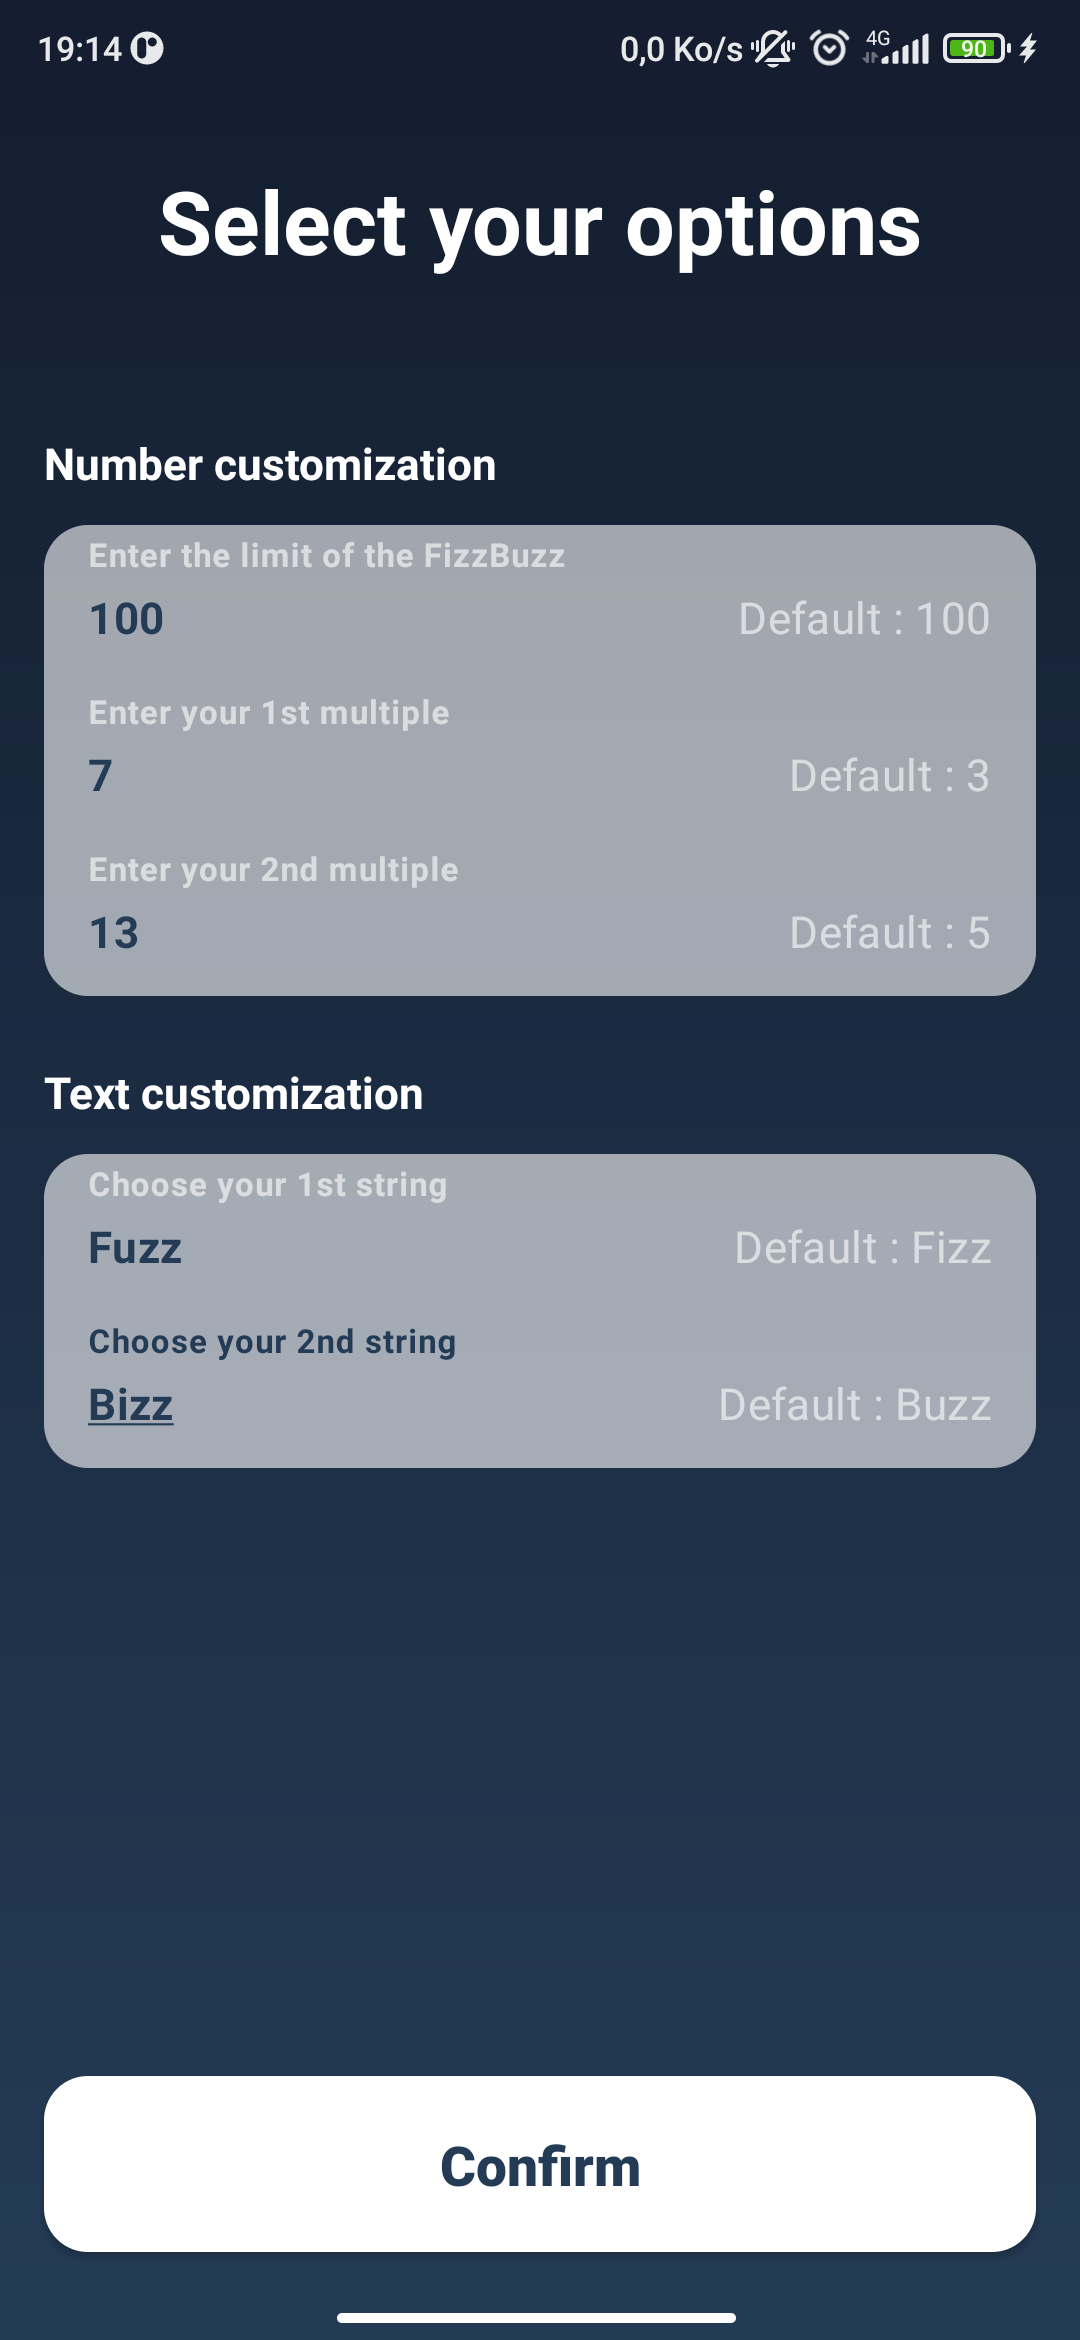 19:14 0,0 Ko/s 4G 90
Select your options
Number customization
Enter the limit of the FizzBuzz
100 Default : 100
Enter your 1st multiple
7 Default : 3
Enter your 2nd multiple
13 Default : 5
Text customization
Choose your 1st string
Fuzz Default : Fizz
Choose your 2nd string
Bizz Default : Buzz
Confirm